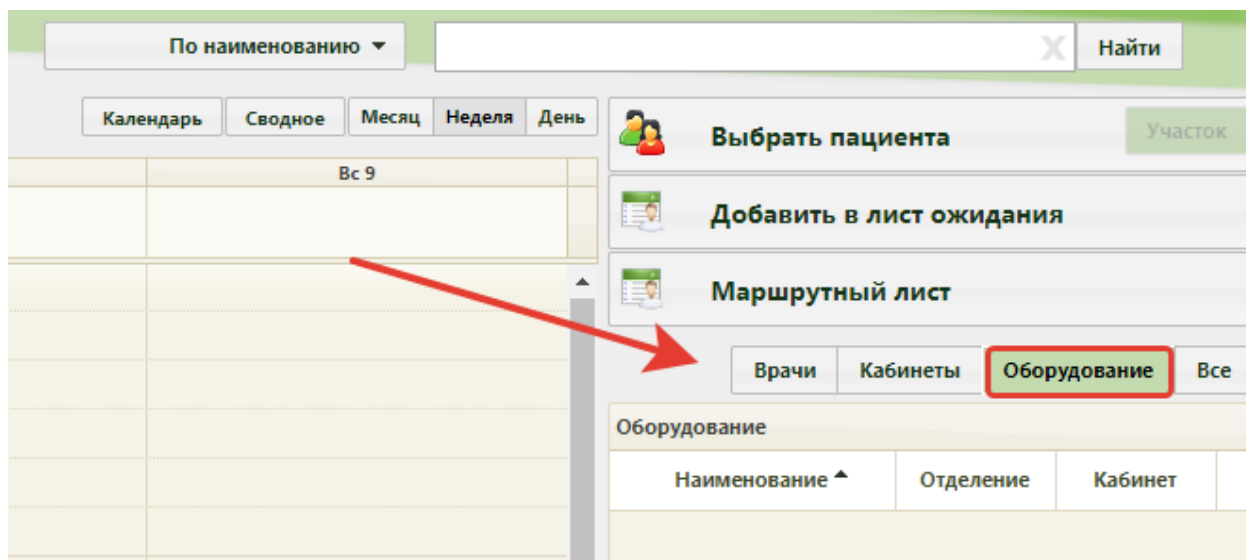 По наименованию
Найти
Календарь Сводное Месяц Неделя День
Вс 9
Выбрать пациента Участок
Добавить в лист ожидания
Маршрутный лист
Врачи Кабинеты Оборудование Все
Оборудование
Наименование Отделение Кабинет